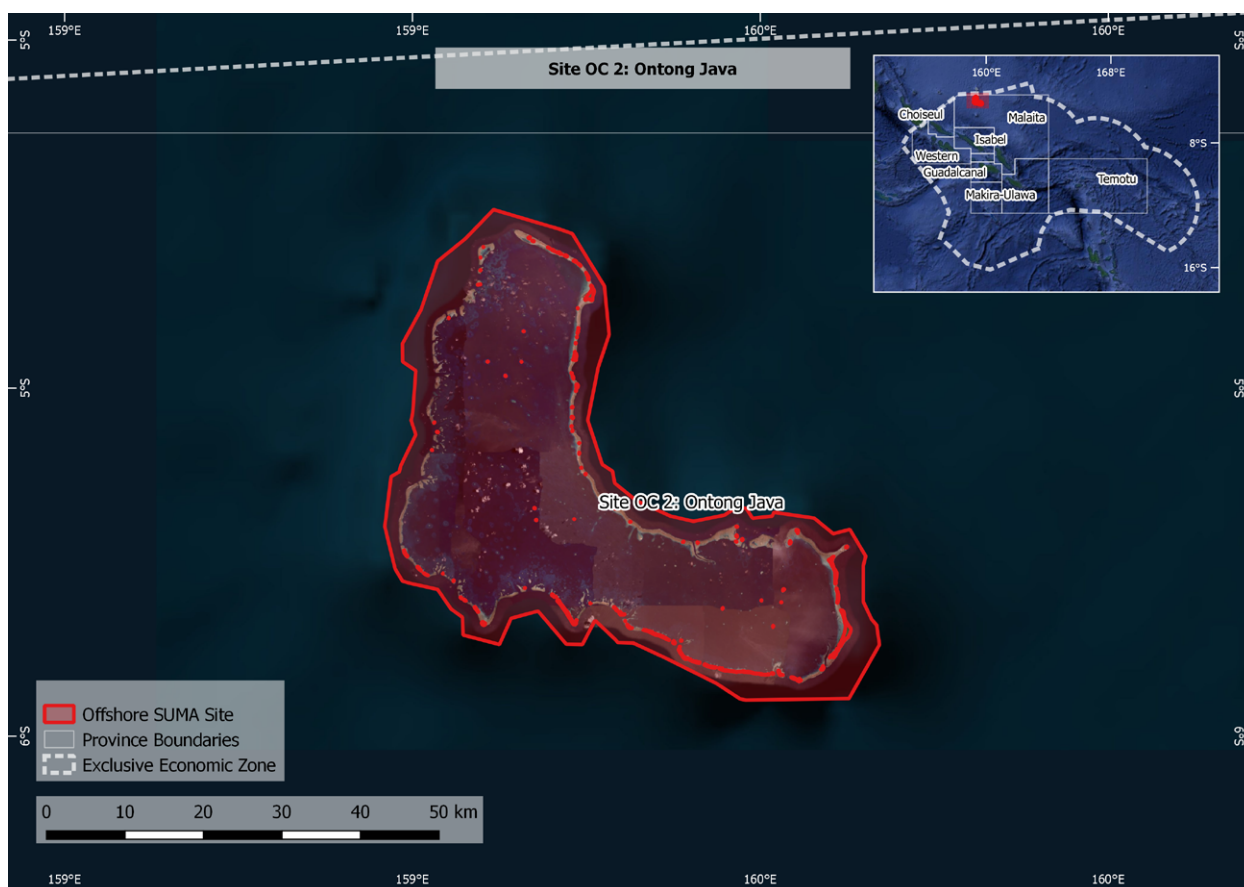 159°E 159°E 160°E 160°E
5°S 5°S
Site OC 2: Ontong Java
160°E 168°E
Choiseul
Malaita
Isabel
8°S
Western
Guadalcanal
Temotu
Makira-Ulawa
16°S
5°S 5°S
Site OC 2: Ontong Java
Offshore SUMA Site
Province Boundaries
Exclusive Economic Zone
6°S 6°S
0 10 20 30 40 50 km
159°E 159°E 160°E 160°E